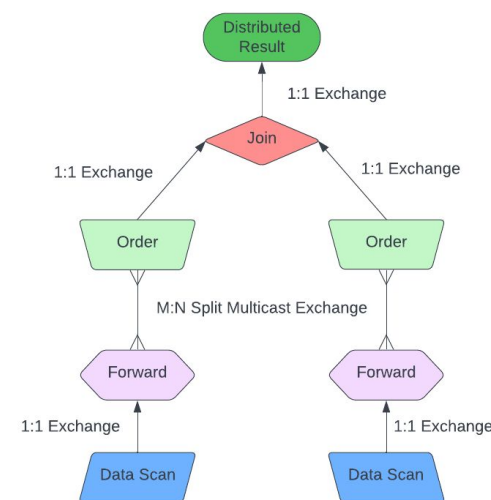 Distributed
Result
1:1 Exchange
Join
1:1 Exchange
1:1 Exchange
Order
Order
M:N Split Multicast Exchange
Forward
Forward
1:1 Exchange
1:1 Exchange
Data Scan
Data Scan